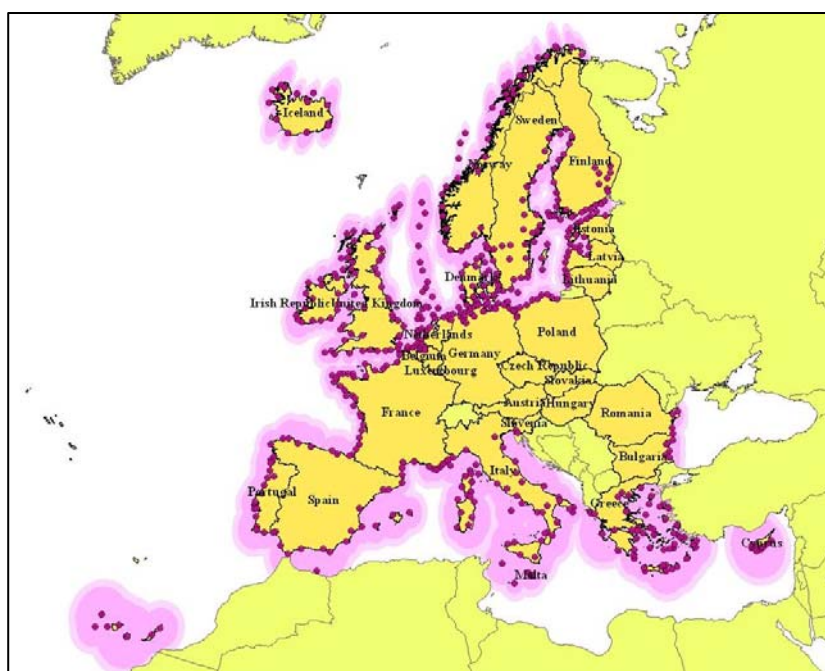 Iceland
Sweden
Norway
Finland
Estonia
Latvia
Lithuania
Denmark
Irish Republic United Kingdom
Netherlnds
Belgium
Luxembourg
Germany
Poland
Czech Republic
Slovakia
Austria
Hungary
Slovenia
France
Romania
Bulgaria
Italy
Greece
Portugal
Spain
Malta
Cyprus